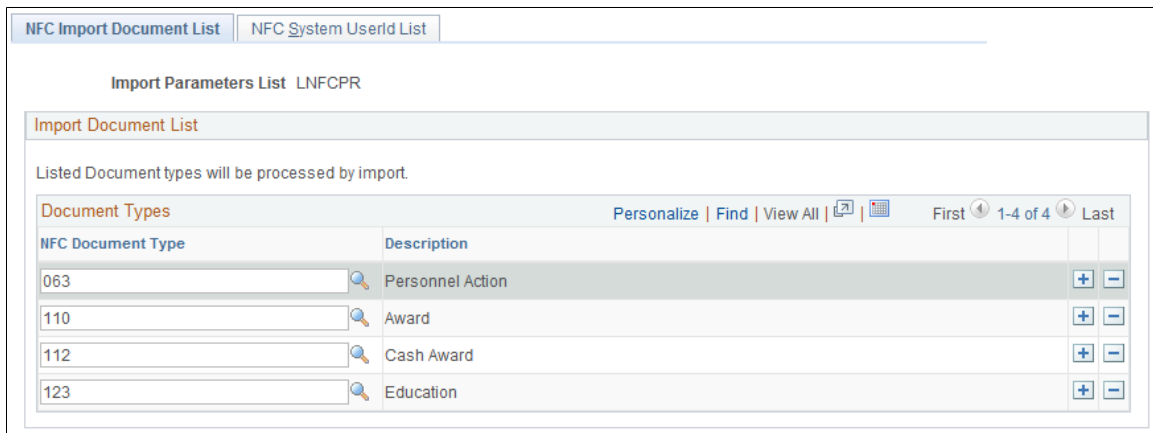 NFC Import Document List NFC System UserId List
Import Parameters List LNFCPR
Import Document List
Listed Document types will be processed by import.
Document Types Personalize | Find | View All | | First 1-4 of 4 Last
NFC Document Type Description
063 Personnel Action
110 Award
112 Cash Award
123 Education